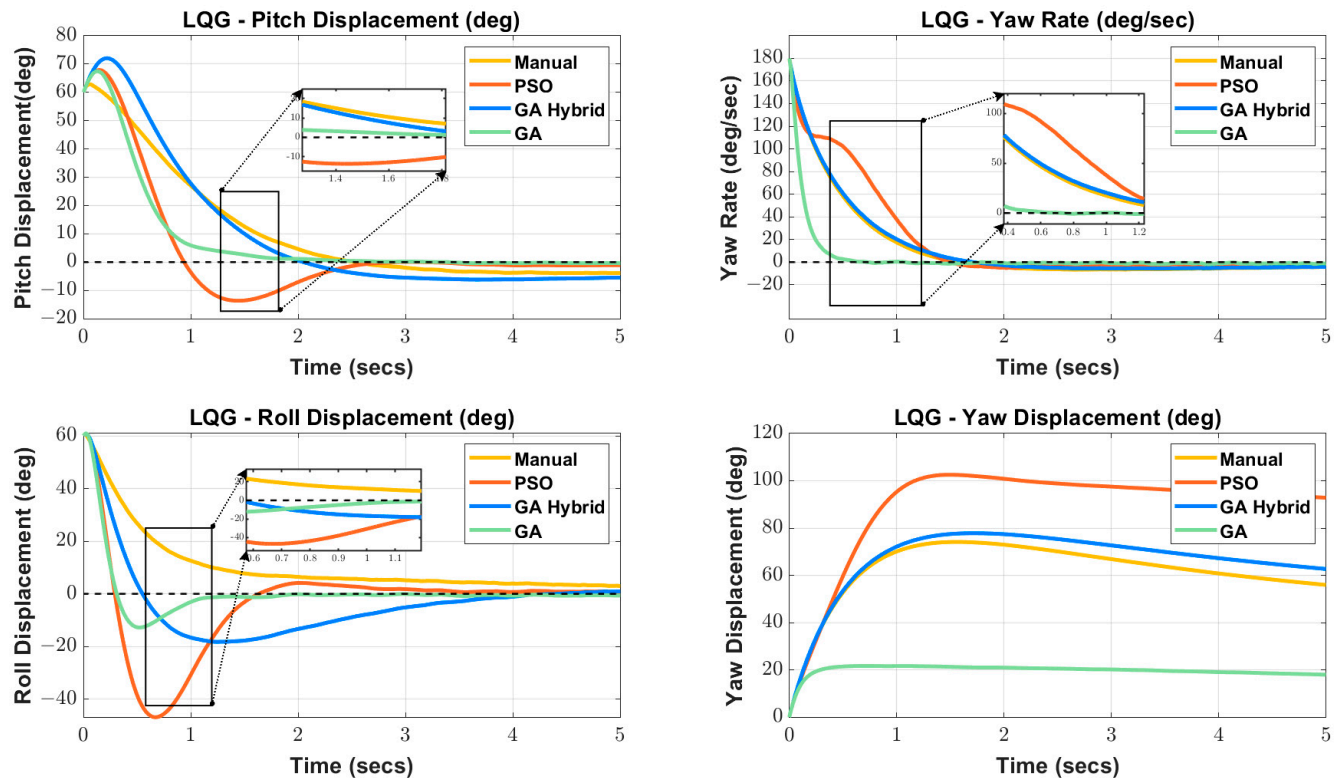 LQG - Pitch Displacement (deg)
Pitch Displacement(deg)
80
70
60
50
40
30
20
10
0
−10
−20
0 1 2 3 4 5
Time (secs)
Manual
PSO
GA Hybrid
GA
10
0
-10
1.4 1.6 1.8
LQG - Yaw Rate (deg/sec)
Yaw Rate (deg/sec)
180
160
140
120
100
80
60
40
20
0
−20
0 1 2 3 4 5
Time (secs)
Manual
PSO
GA Hybrid
GA
100
50
0
0.4 0.6 0.8 1 1.2
LQG - Roll Displacement (deg)
Roll Displacement (deg)
60
40
20
0
−20
−40
0 1 2 3 4 5
Time (secs)
Manual
PSO
GA Hybrid
GA
20
0
-20
-40
0.6 0.7 0.8 0.9 1 1.1
LQG - Yaw Displacement (deg)
Yaw Displacement (deg)
120
100
80
60
40
20
0
0 1 2 3 4 5
Time (secs)
Manual
PSO
GA Hybrid
GA